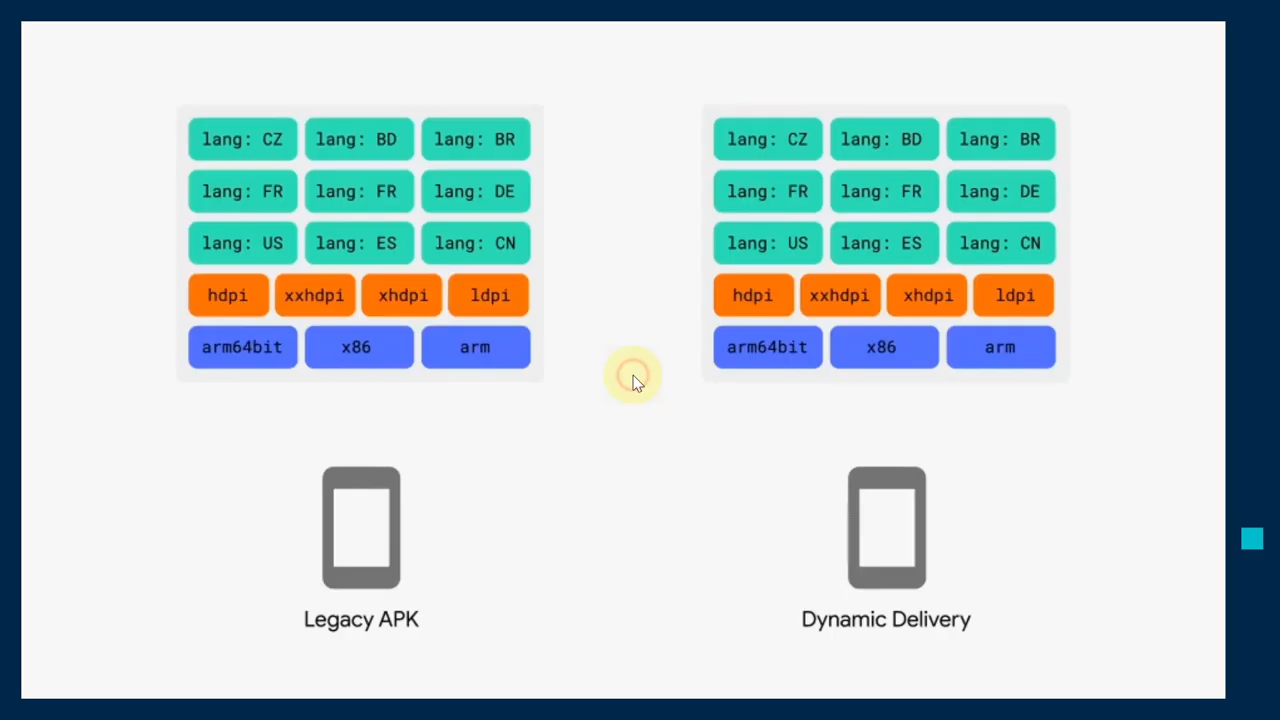 lang: CZ lang: BD lang: BR
lang: FR lang: FR lang: DE
lang: US lang: ES lang: CN
hdpi xxhdpi xhdpi ldpi
arm64bit x86 arm
Legacy APK
lang: CZ lang: BD lang: BR
lang: FR lang: FR lang: DE
lang: US lang: ES lang: CN
hdpi xxhdpi xhdpi ldpi
arm64bit x86 arm
Dynamic Delivery